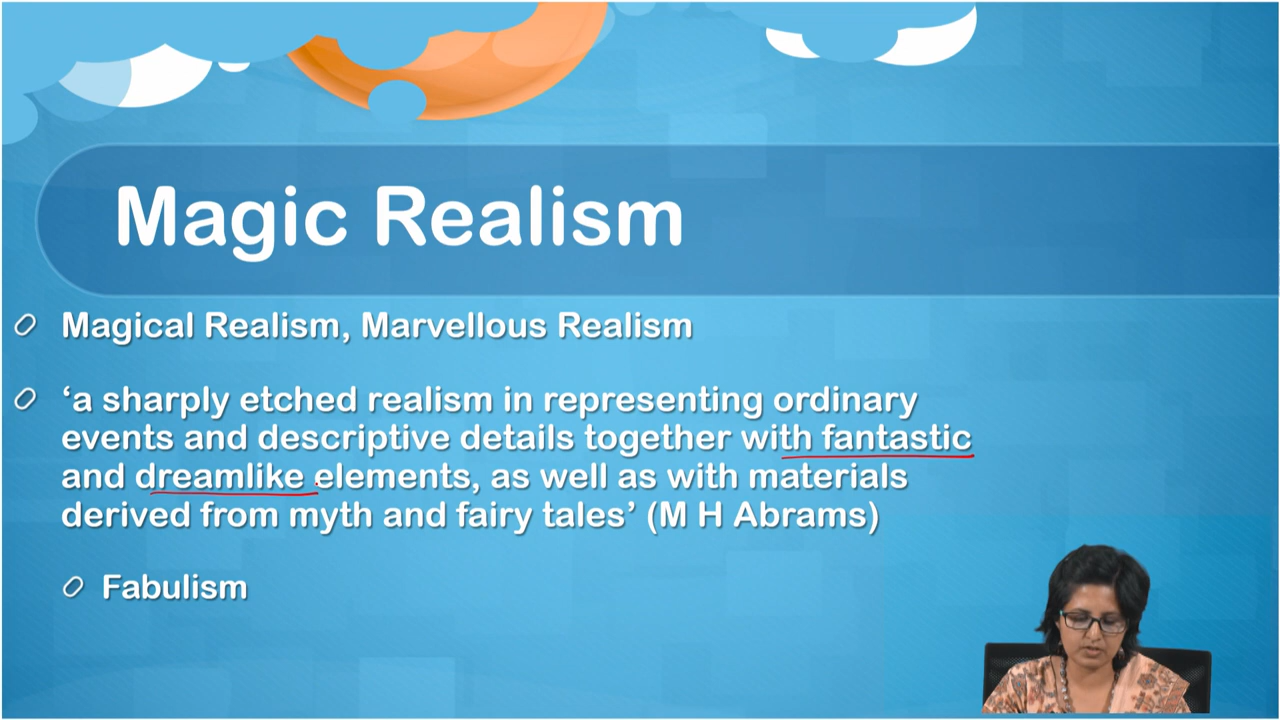 Magic Realism
Magical Realism, Marvellous Realism
‘a sharply etched realism in representing ordinary
events and descriptive details together with fantastic
and dreamlike elements, as well as with materials
derived from myth and fairy tales’ (M H Abrams)
Fabulism